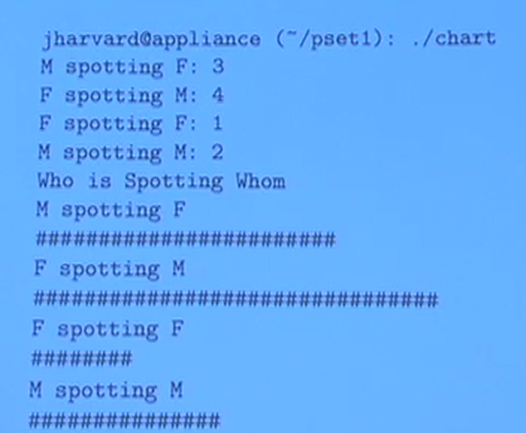 jharvard@appliance (~/pset1): ./chart
M spotting F: 3
F spotting M: 4
F spotting F: 1
M spotting M: 2
Who is Spotting Whom
M spotting F
########################
F spotting M
################################
F spotting F
########
M spotting M
###############